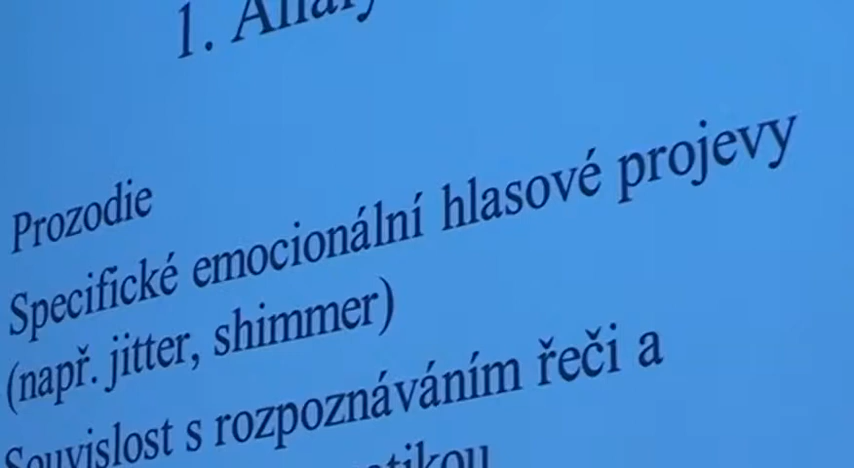 1.
Prozodie
Specifické emocionální hlasové projevy
(např. jitter, shimmer)
Souvislost s rozpoznáváním řeči a